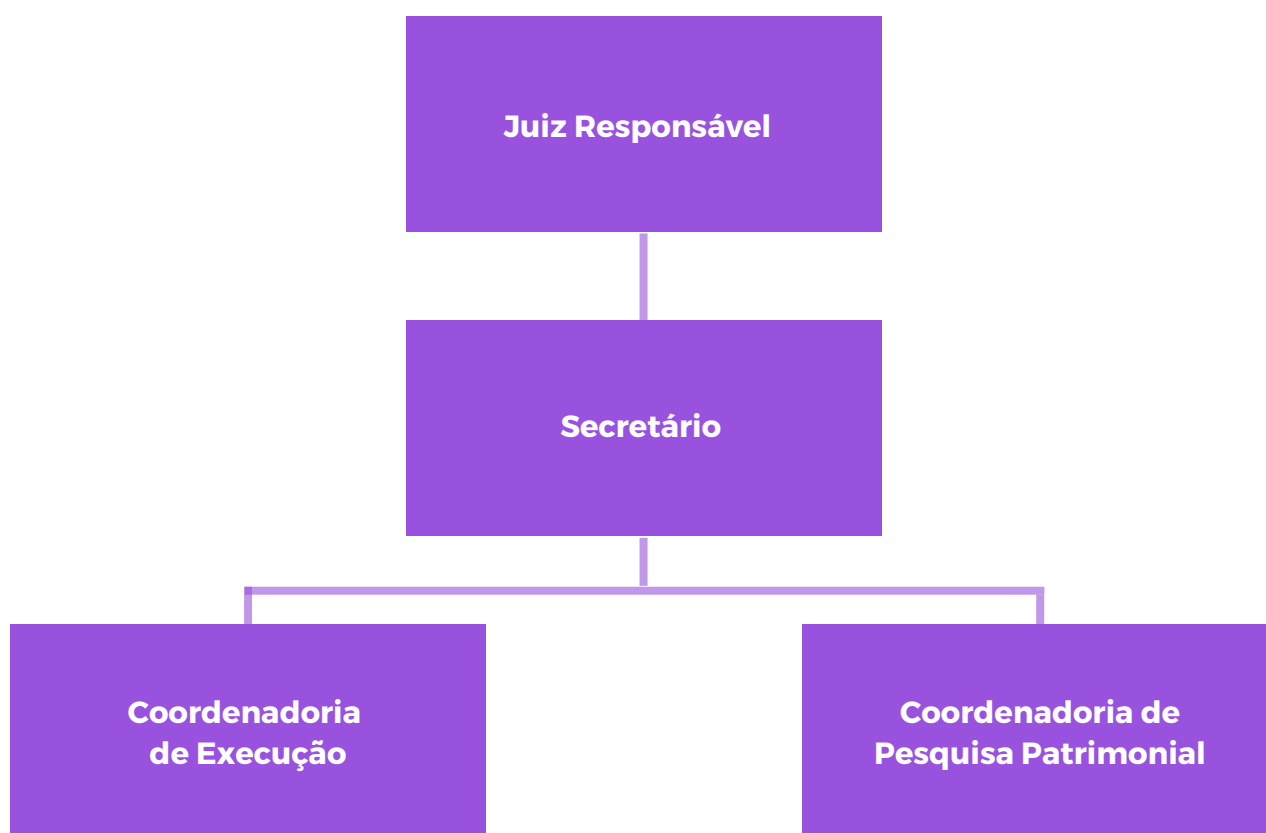 Juiz Responsável
Secretário
Coordenadoria
de Execução
Coordenadoria de
Pesquisa Patrimonial